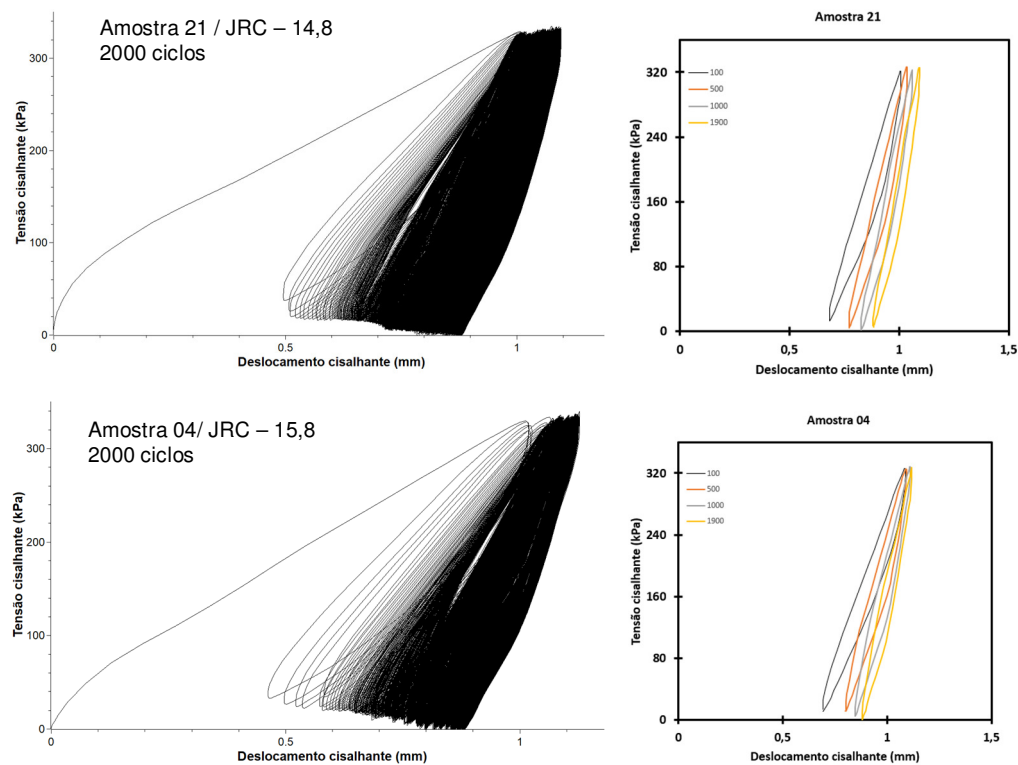 Amostra 21 / JRC – 14,8
2000 ciclos
Tensão cisalhante (kPa)
300
200
100
0
0
0.5
1
Deslocamento cisalhante (mm)
Amostra 21
Tensão cisalhante (kPa)
320
240
160
80
0
100
500
1000
1900
0
0,5
1
1,5
Deslocamento cisalhante (mm)
Amostra 04/ JRC – 15,8
2000 ciclos
Tensão cisalhante (kPa)
300
200
100
0
0
0.5
1
Deslocamento cisalhante (mm)
Amostra 04
Tensão cisalhante (kPa)
320
240
160
80
0
100
500
1000
1900
0
0,5
1
1,5
Deslocamento cisalhante (mm)